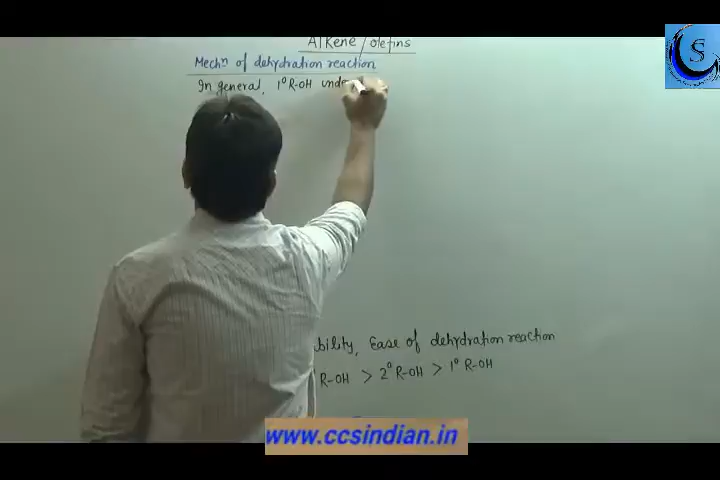 Alkene / olefins
Mechⁿ of dehydration reaction
In general, 1° R-OH
S
bility, Ease of dehydration reaction
R-OH > 2° R-OH > 1° R-OH
www.ccsindian.in